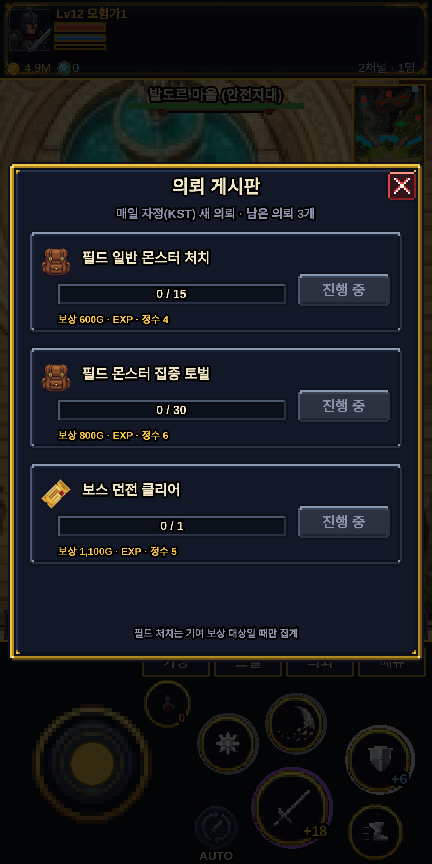 Lv12 모험가1
4.9M 0
2채널 · 1명
발도르 마을 (안전지대)
의뢰 게시판
매일 자정(KST) 새 의뢰 · 남은 의뢰 3개
필드 일반 몬스터 처치
0 / 15
진행 중
보상 600G · EXP · 정수 4
필드 몬스터 집중 토벌
0 / 30
진행 중
보상 800G · EXP · 정수 6
보스 던전 클리어
0 / 1
진행 중
보상 1,100G · EXP · 정수 5
필드 처치는 기여 보상 대상일 때만 집계
0
+6
+18
AUTO